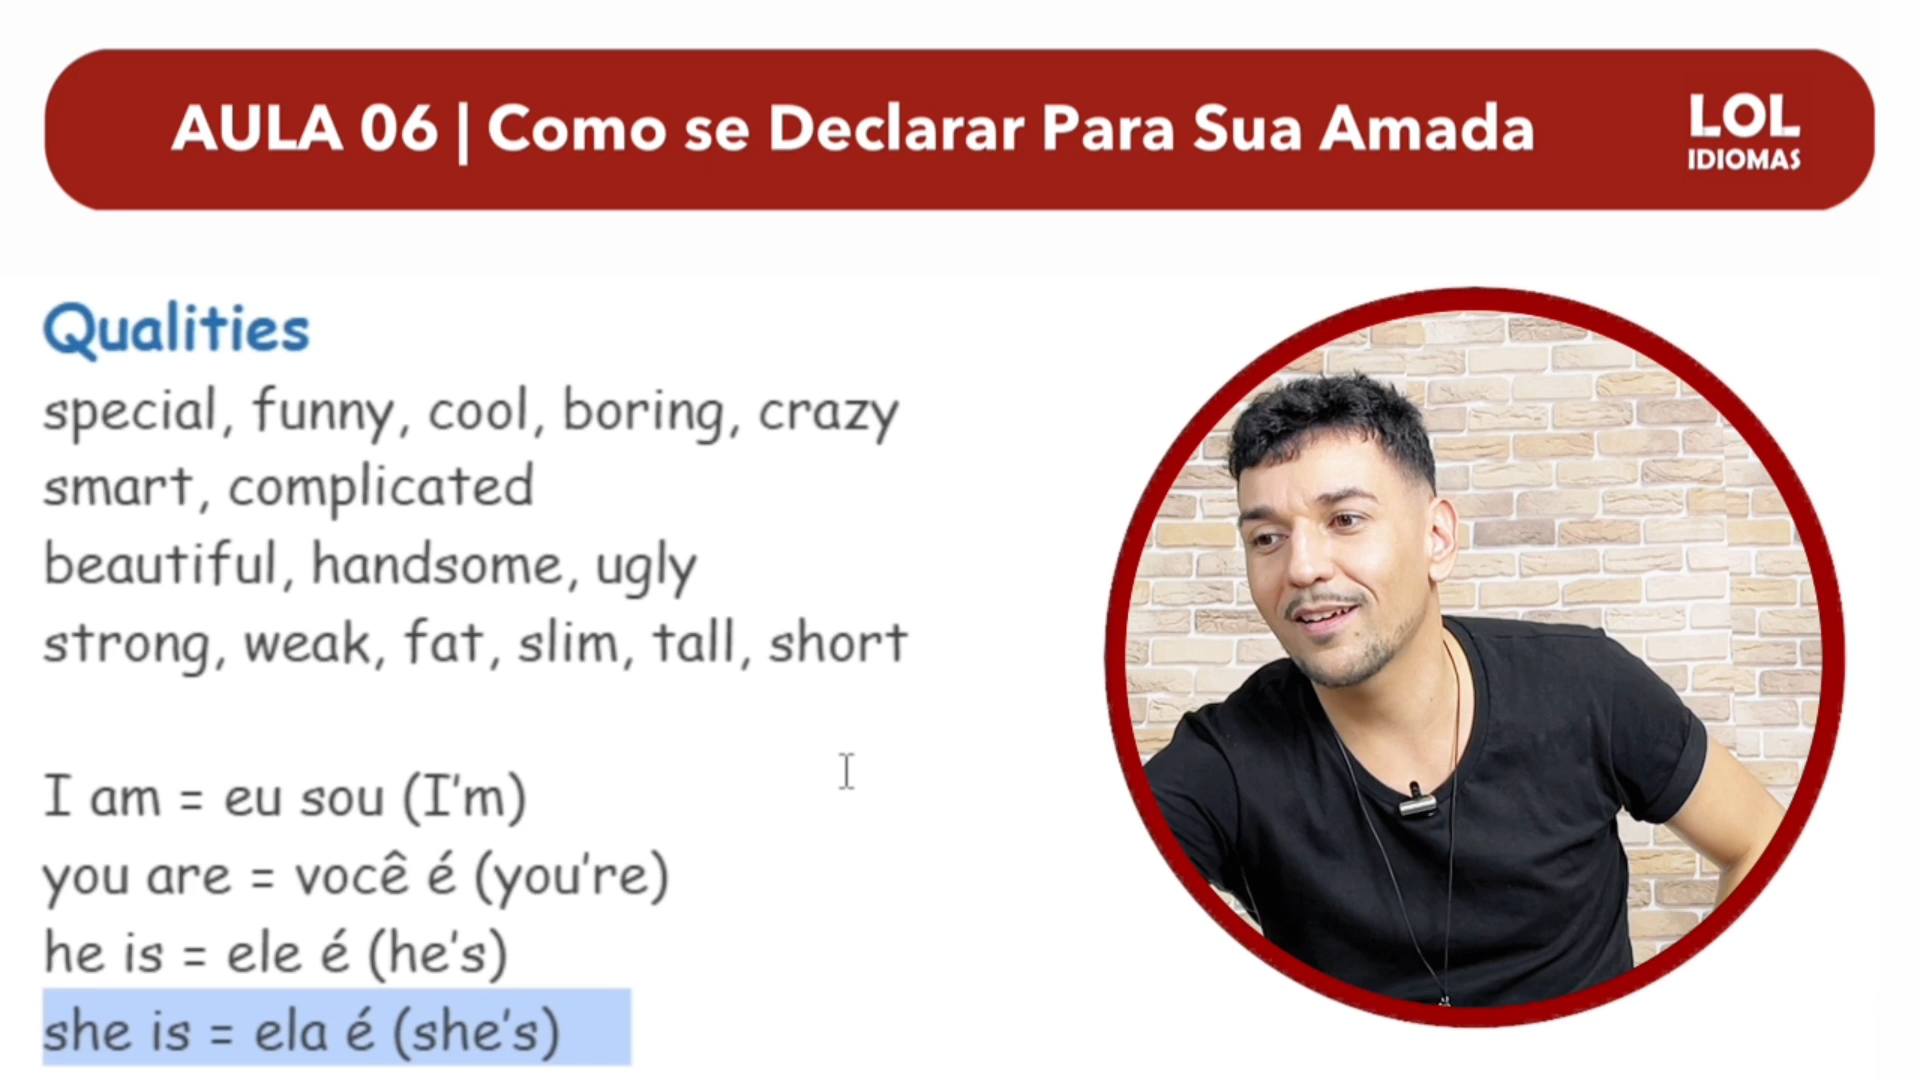 AULA 06 | Como se Declarar Para Sua Amada
LOL
IDIOMAS
Qualities
special, funny, cool, boring, crazy
smart, complicated
beautiful, handsome, ugly
strong, weak, fat, slim, tall, short
I am = eu sou (I'm)
you are = você é (you're)
he is = ele é (he's)
she is = ela é (she's)